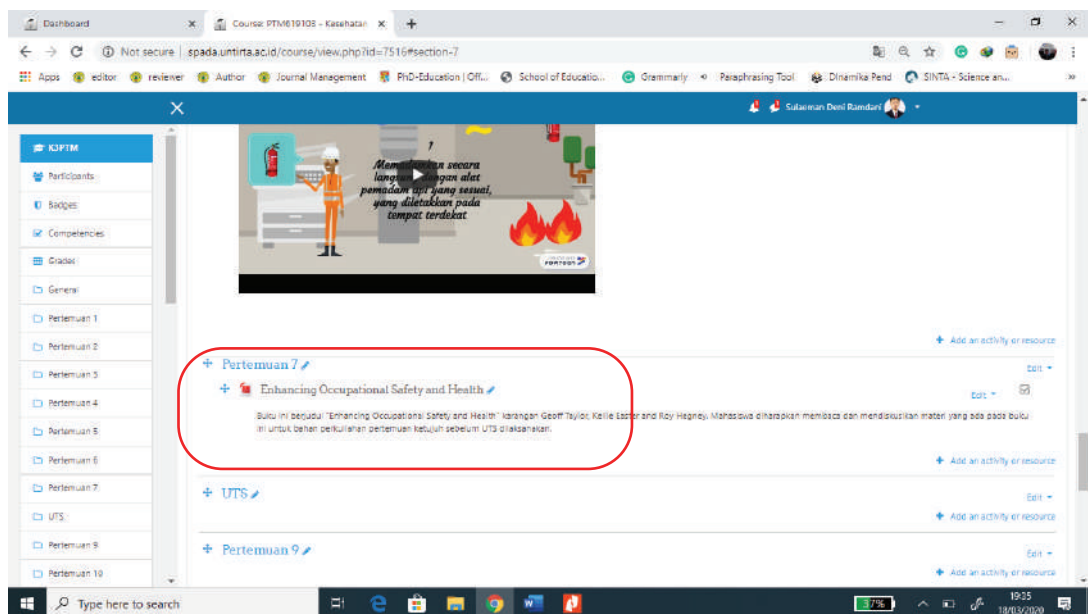 Dashboard
Course: PTM619103 – Kesehatan
Not secure
spada.untirta.ac.id/course/view.php?id=7516#section-7
Apps
editor
reviewer
Author
Journal Management
PhD-Education | Off...
School of Educatio...
Grammarly
Paraphrasing Tool
Dinamika Pend
SINTA - Science an...
Sulaeman Deni Ramdani
K3PTM
Participants
Badges
Competencies
Grades
General
Pertemuan 1
Pertemuan 2
Pertemuan 3
Pertemuan 4
Pertemuan 5
Pertemuan 6
Pertemuan 7
UTS
Pertemuan 9
Pertemuan 10
1
Memadamkan secara
langsung dengan alat
pemadam api yang sesuai,
yang diletakkan pada
tempat terdekat
POWTOON
Add an activity or resource
Pertemuan 7
Edit
Enhancing Occupational Safety and Health
Edit
Buku ini berjudul "Enhancing Occupational Safety and Health" karangan Geoff Taylor, Kellie Easter and Roy Hegney. Mahasiswa diharapkan membaca dan mendiskusikan materi yang ada pada buku
ini untuk bahan perkuliahan pertemuan ketujuh sebelum UTS dilaksanakan.
Add an activity or resource
UTS
Edit
Add an activity or resource
Pertemuan 9
Edit
Add an activity or resource
Type here to search
37%
19:35
18/03/2020